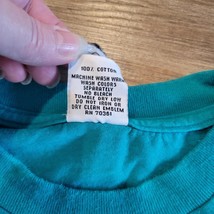 100% COTTON
MACHINE WASH WARM
WASH COLORS
SEPARATELY
NO BLEACH
TUMBLE DRY LOW
DO NOT IRON OR
DRY CLEAN EMBLEM
RN 70361